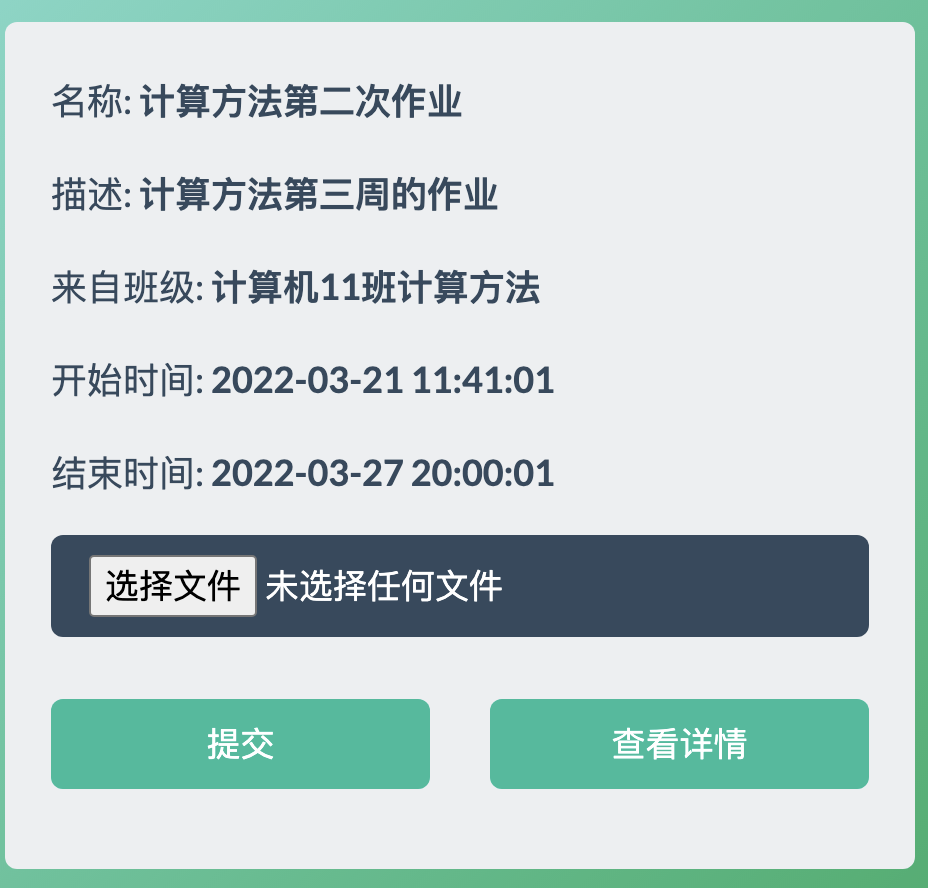 名称: 计算方法第二次作业
描述: 计算方法第三周的作业
来自班级: 计算机11班计算方法
开始时间: 2022-03-21 11:41:01
结束时间: 2022-03-27 20:00:01
选择文件 未选择任何文件
提交 查看详情